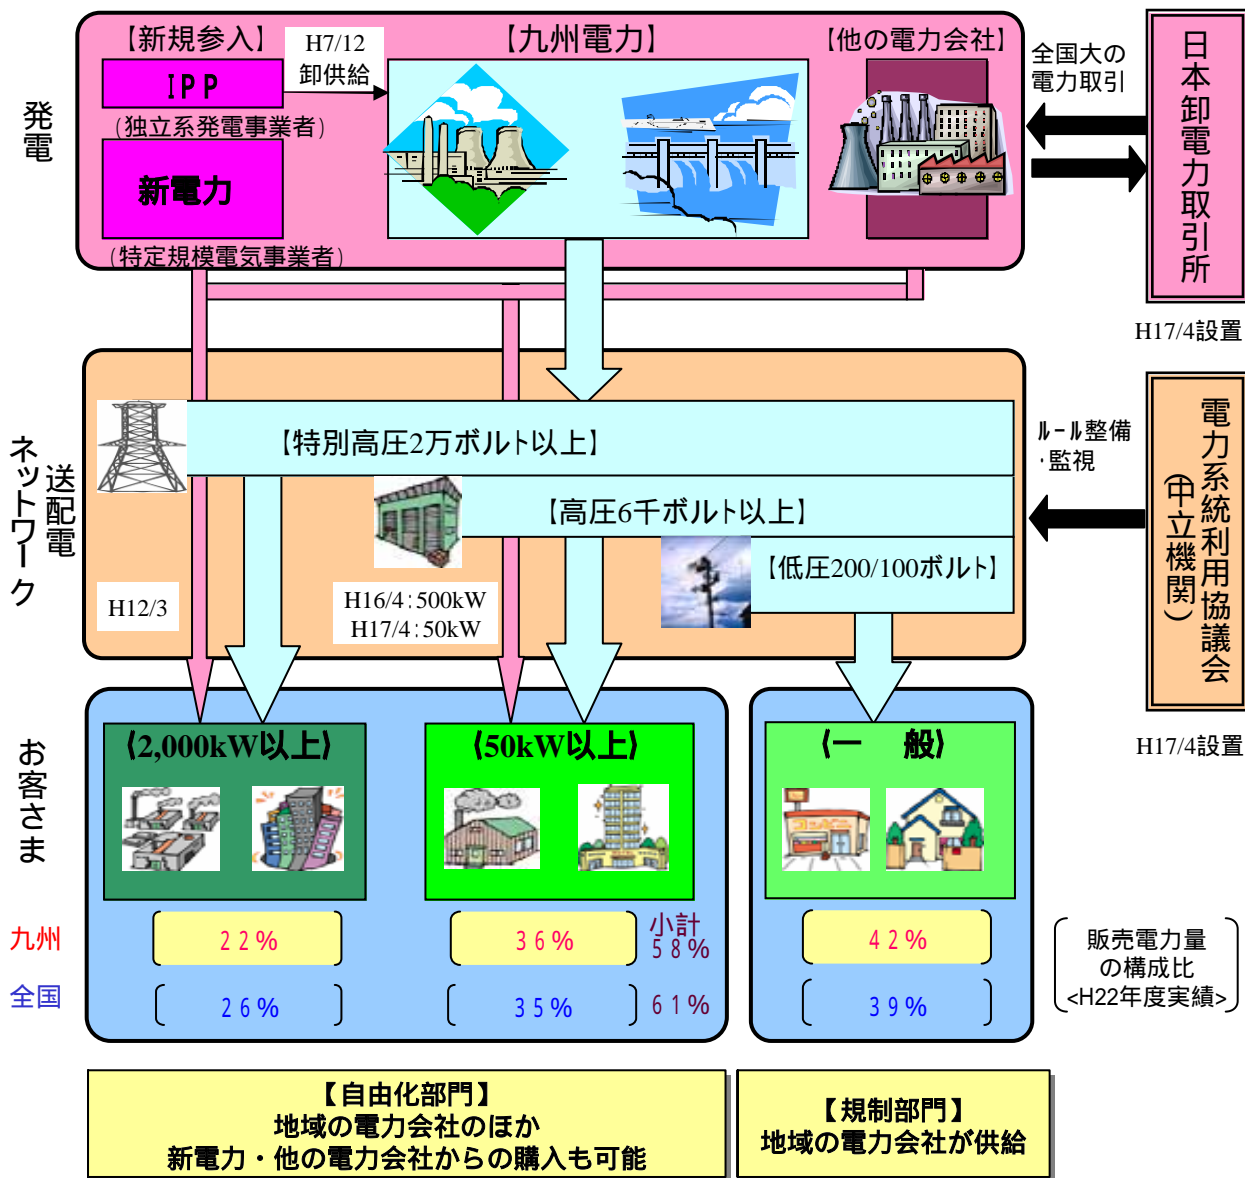 発電
【新規参入】
IPP
(独立系発電事業者)
新電力
(特定規模電気事業者)
H7/12
卸供給
【九州電力】
【他の電力会社】
全国大の
電力取引
日本卸電力取引所
H17/4設置
送配電
ネットワーク
【特別高圧2万ボルト以上】
【高圧6千ボルト以上】
【低圧200/100ボルト】
H12/3
H16/4:500kW
H17/4:50kW
ルール整備
・監視
電力系統利用協議会
(中立機関)
H17/4設置
お客さま
(2,000kW以上)
(50kW以上)
(一 般)
九州
22%
36%
小計
58%
42%
全国
26%
35%
61%
39%
販売電力量
の構成比
<H22年度実績>
【自由化部門】
地域の電力会社のほか
新電力・他の電力会社からの購入も可能
【規制部門】
地域の電力会社が供給